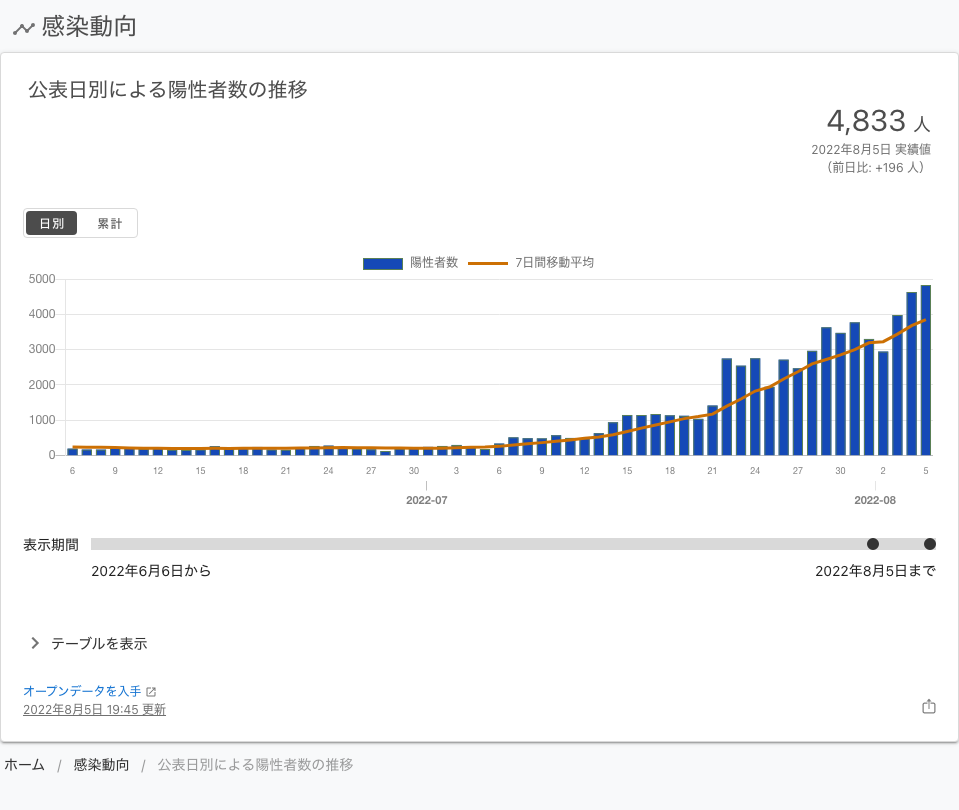 感染動向
公表日別による陽性者数の推移
4,833 人
2022年8月5日 実績値
（前日比: +196 人）
日別 累計
陽性者数 7日間移動平均
5000
4000
3000
2000
1000
0
6 9 12 15 18 21 24 27 30 3 6 9 12 15 18 21 24 27 30 2 5
2022-07 2022-08
表示期間
2022年6月6日から 2022年8月5日まで
テーブルを表示
オープンデータを入手
2022年8月5日 19:45 更新
ホーム / 感染動向 / 公表日別による陽性者数の推移